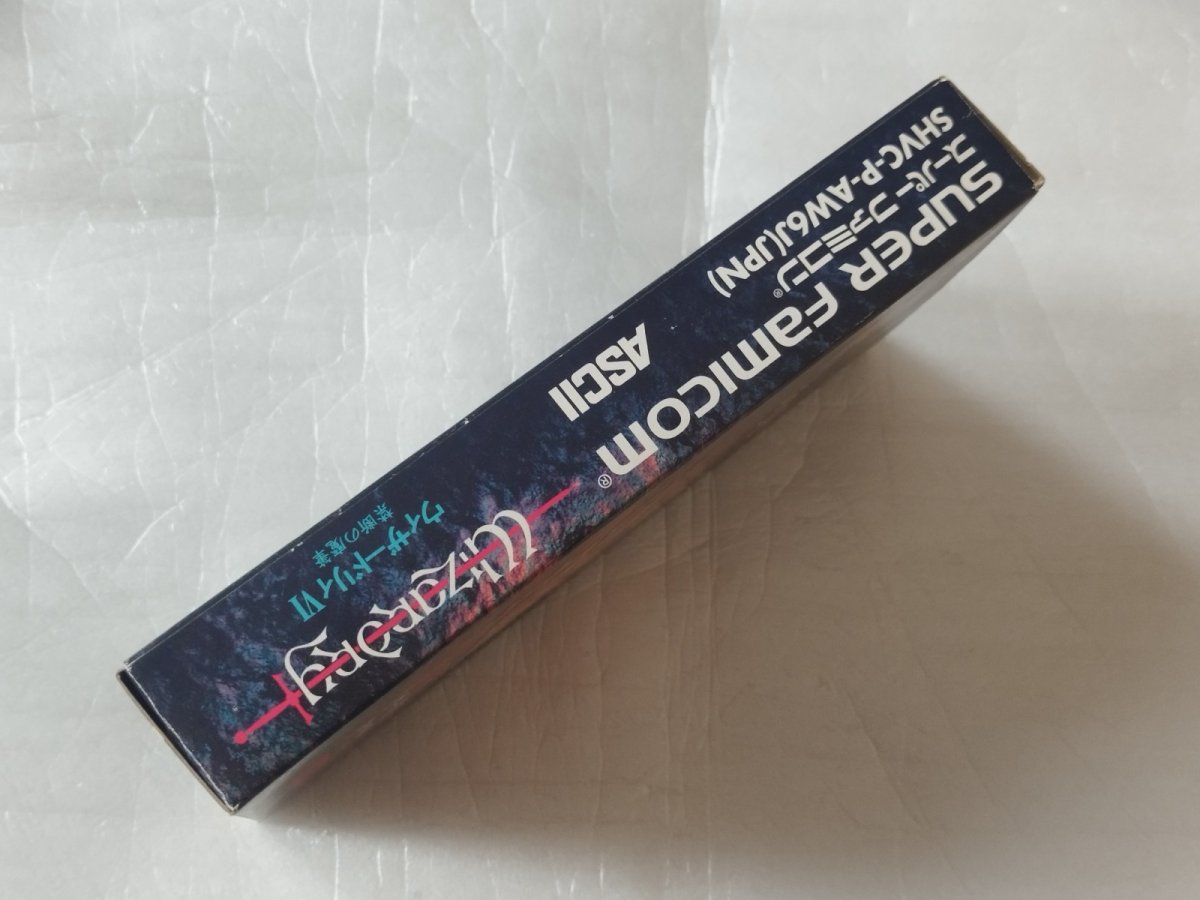 SUPER Famicom®
スーパーファミコン®
SHVC-P-AW6J(JPN)
ASCII
Wizardry
ウィザードリィVI
禁断の魔筆